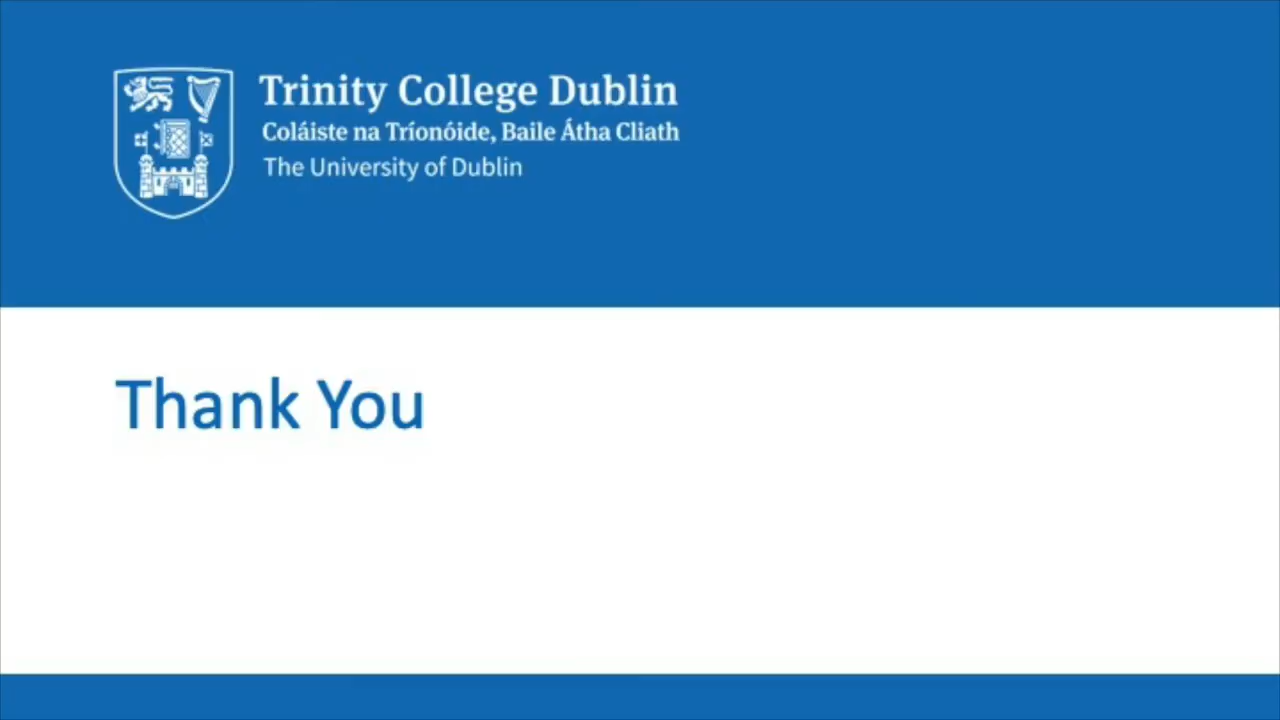 Trinity College Dublin
Coláiste na Tríonóide, Baile Átha Cliath
The University of Dublin
Thank You